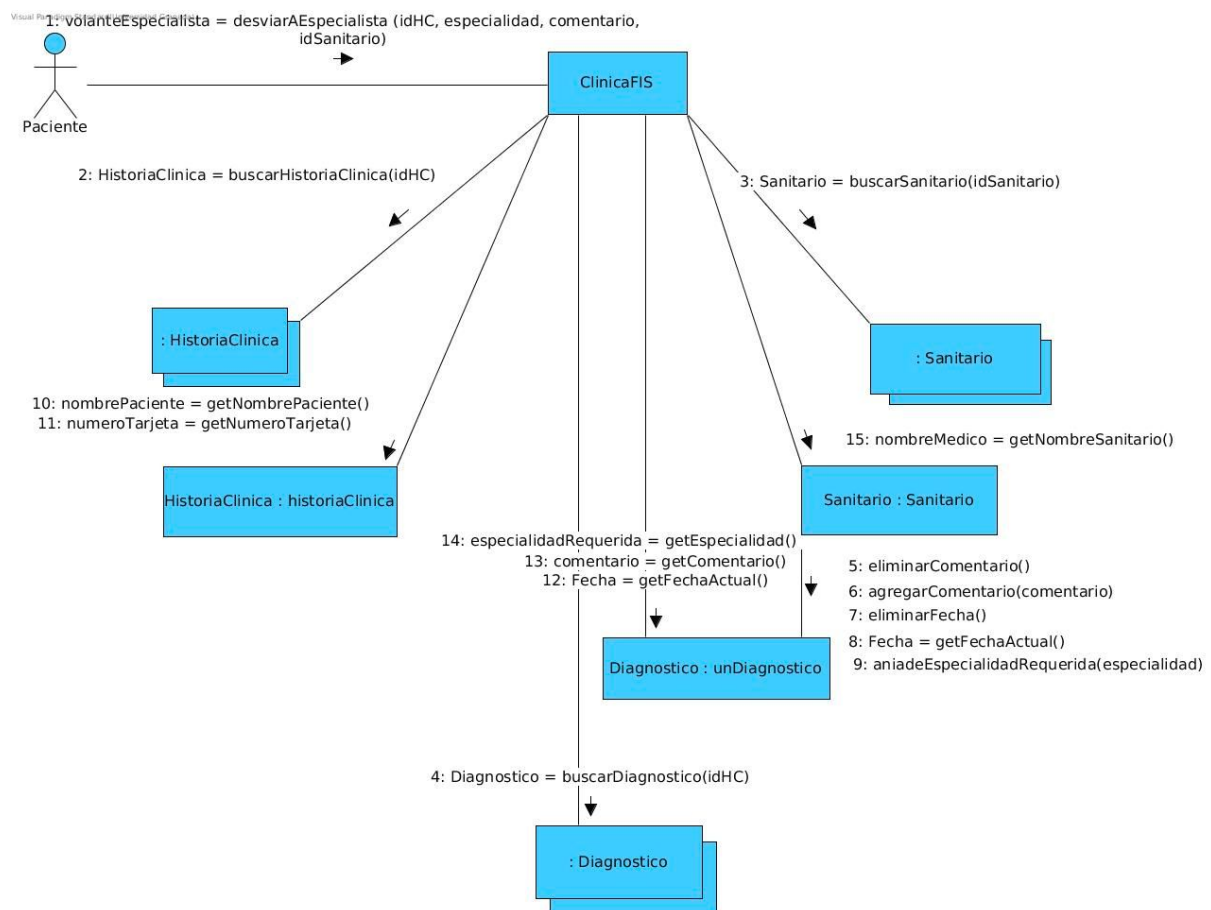 1: volanteEspecialista = desviarAEspecialista (idHC, especialidad, comentario,
idSanitario)
ClinicaFIS
Paciente
2: HistoriaClinica = buscarHistoriaClinica(idHC)
3: Sanitario = buscarSanitario(idSanitario)
: HistoriaClinica
: Sanitario
10: nombrePaciente = getNombrePaciente()
11: numeroTarjeta = getNumeroTarjeta()
15: nombreMedico = getNombreSanitario()
HistoriaClinica : historiaClinica
Sanitario : Sanitario
14: especialidadRequerida = getEspecialidad()
13: comentario = getComentario()
12: Fecha = getFechaActual()
5: eliminarComentario()
6: agregarComentario(comentario)
7: eliminarFecha()
8: Fecha = getFechaActual()
9: aniadeEspecialidadRequerida(especialidad)
Diagnostico : unDiagnostico
4: Diagnostico = buscarDiagnostico(idHC)
: Diagnostico